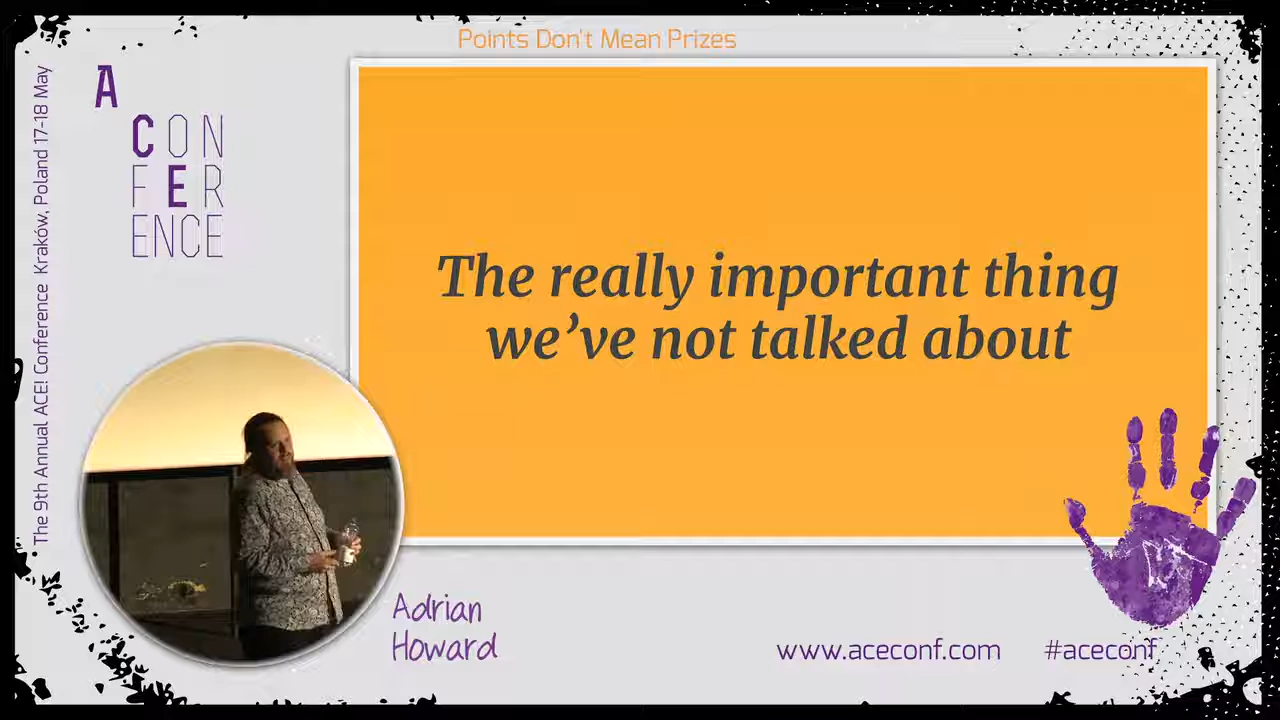 Points Don't Mean Prizes
A
CON
FER
ENCE
The 9th Annual ACE! Conference Kraków, Poland 17-18 May
The really important thing
we've not talked about
Adrian
Howard
www.aceconf.com
#aceconf